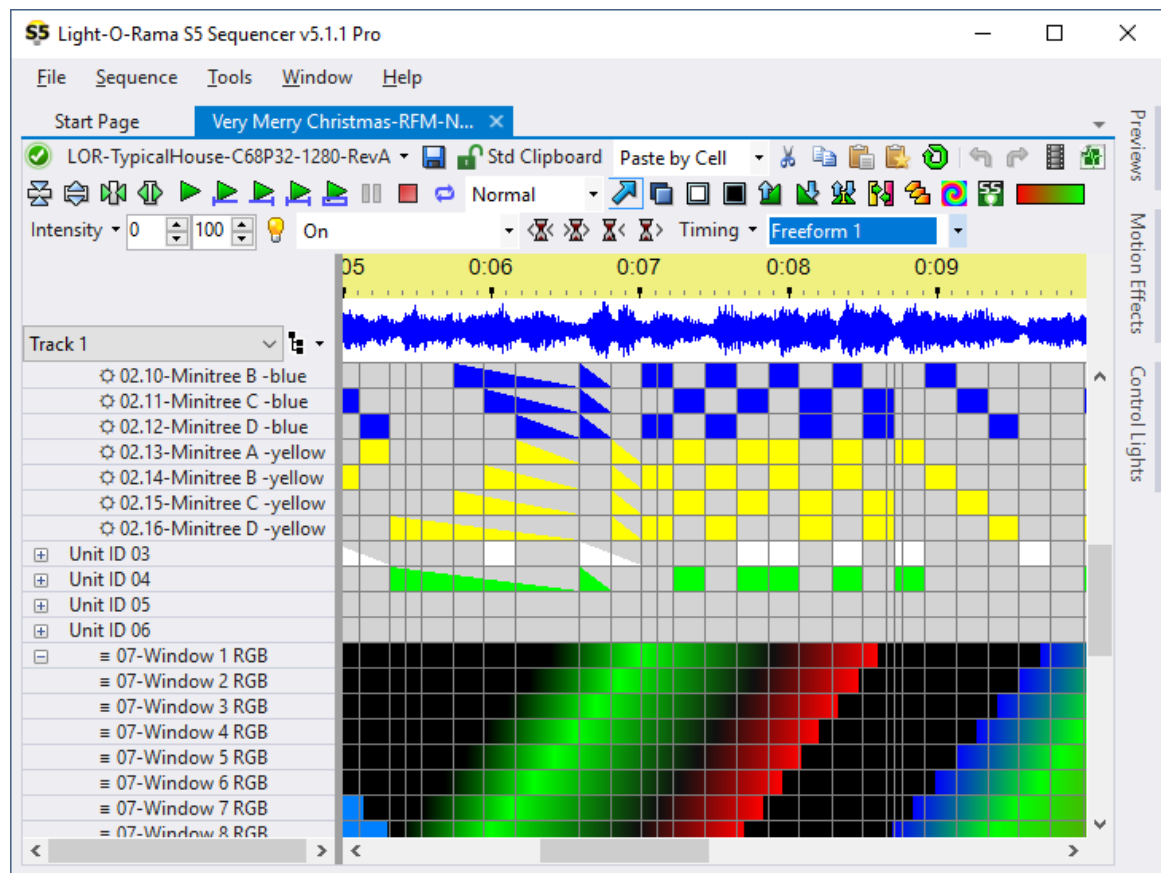 S5 Light-O-Rama S5 Sequencer v5.1.1 Pro
File Sequence Tools Window Help
Start Page Very Merry Christmas-RFM-N...
LOR-TypicalHouse-C68P32-1280-RevA Std Clipboard Paste by Cell
Normal S5
Intensity 0 100 On Timing Freeform 1
05 0:06 0:07 0:08 0:09
Track 1
02.10-Minitree B -blue
02.11-Minitree C -blue
02.12-Minitree D -blue
02.13-Minitree A -yellow
02.14-Minitree B -yellow
02.15-Minitree C -yellow
02.16-Minitree D -yellow
Unit ID 03
Unit ID 04
Unit ID 05
Unit ID 06
07-Window 1 RGB
07-Window 2 RGB
07-Window 3 RGB
07-Window 4 RGB
07-Window 5 RGB
07-Window 6 RGB
07-Window 7 RGB
07-Window 8 RGB
Previews
Motion Effects
Control Lights